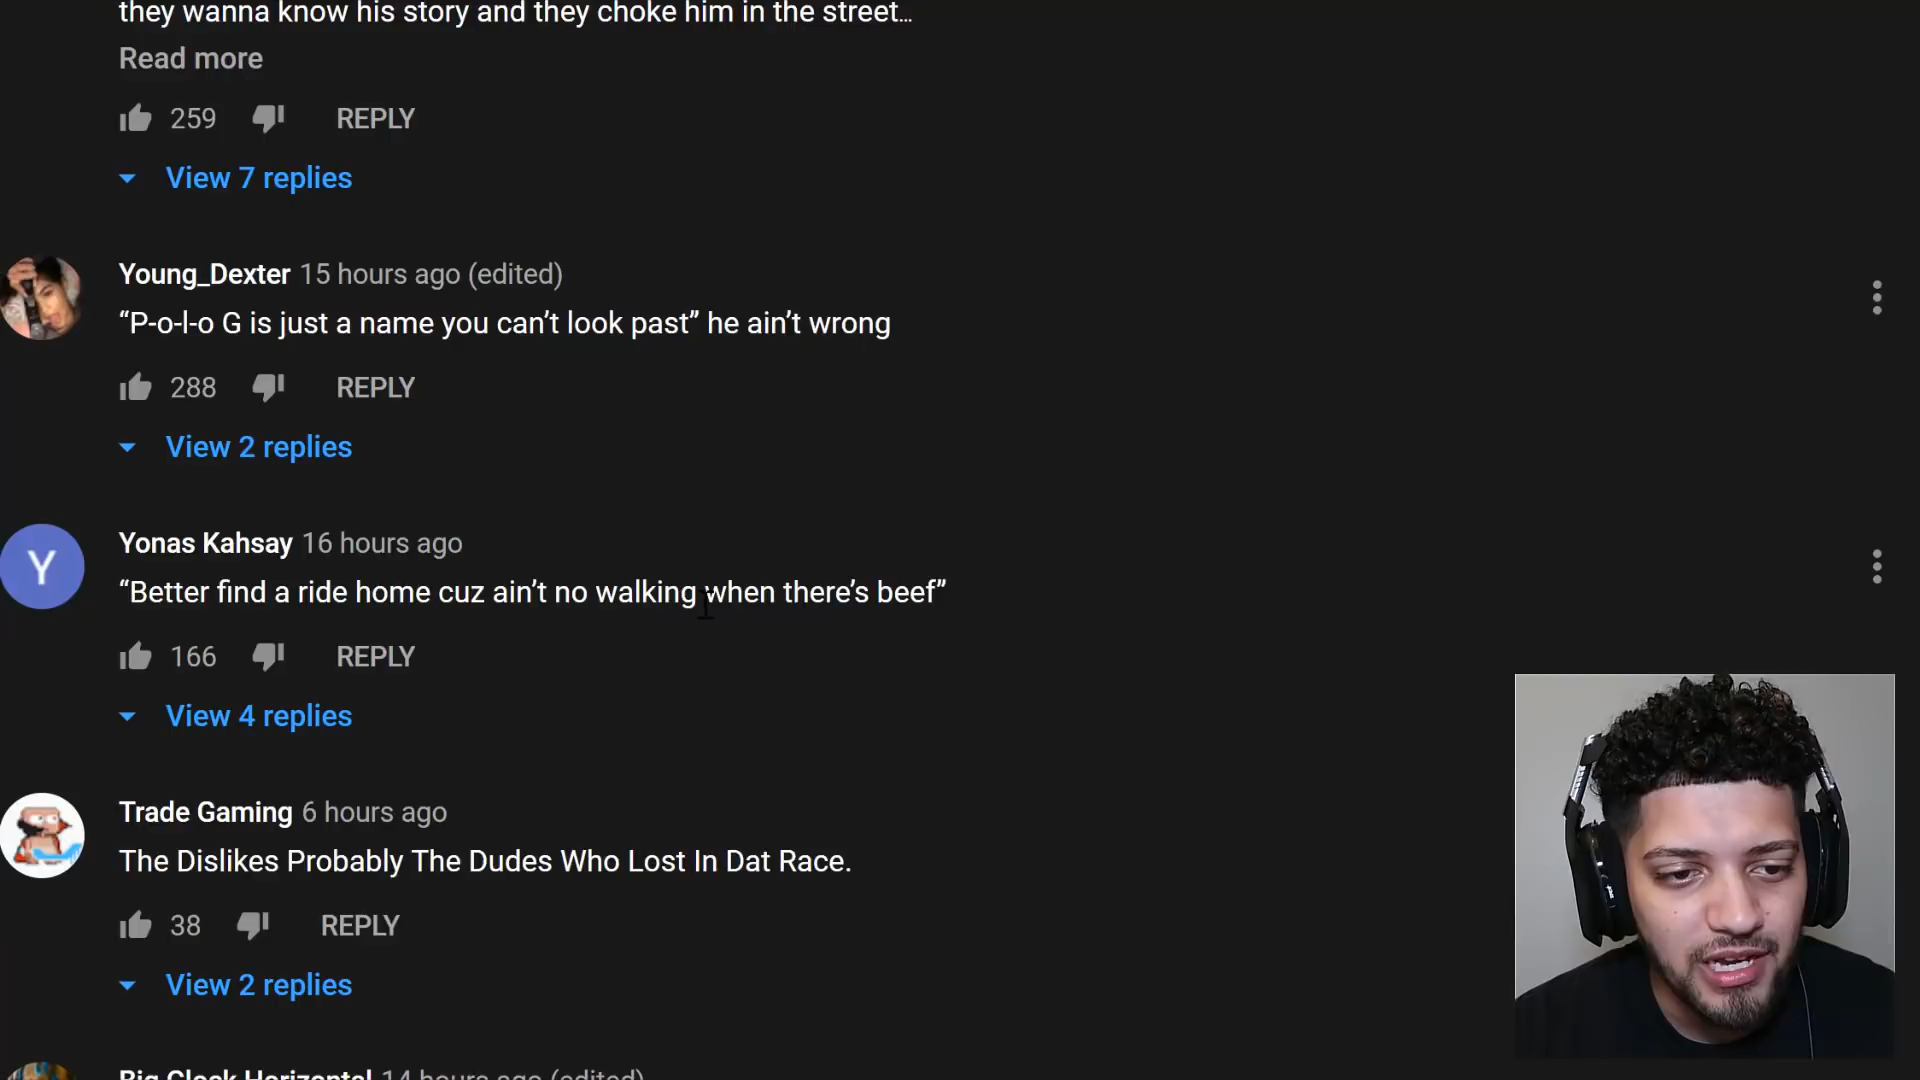 they wanna know his story and they choke him in the street...
Read more
259 REPLY
View 7 replies
Young_Dexter 15 hours ago (edited)
“P-o-l-o G is just a name you can’t look past” he ain’t wrong
288 REPLY
View 2 replies
Y
Yonas Kahsay 16 hours ago
“Better find a ride home cuz ain’t no walking when there’s beef”
166 REPLY
View 4 replies
Trade Gaming 6 hours ago
The Dislikes Probably The Dudes Who Lost In Dat Race.
38 REPLY
View 2 replies
Big Clock Horizontal 14 hours ago (edited)